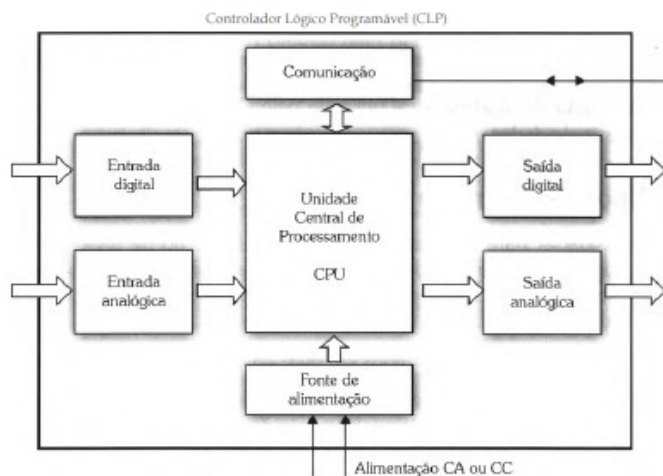 Controlador Lógico Programável (CLP)
Comunicação
Entrada
digital
Unidade
Central de
Processamento
CPU
Saída
digital
Entrada
analógica
Saída
analógica
Fonte de
alimentação
Alimentação CA ou CC